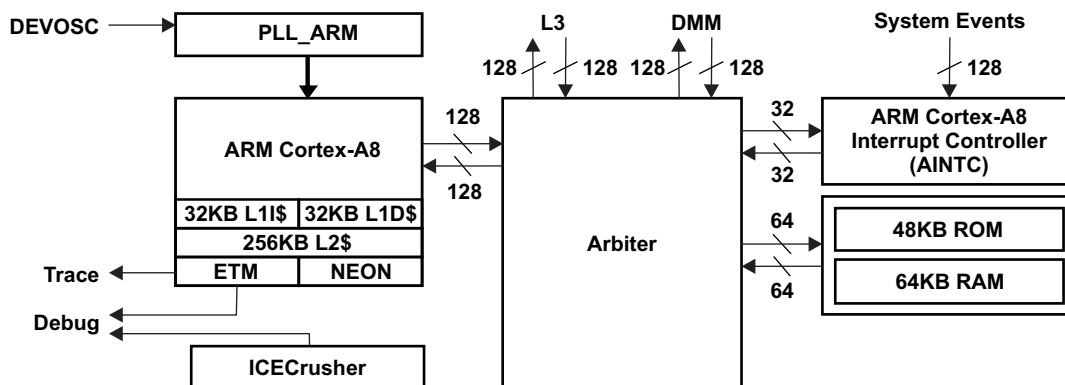 DEVOSC
PLL_ARM
L3
DMM
System Events
128
128
128
128
128
ARM Cortex-A8
128
128
32
32
ARM Cortex-A8
Interrupt Controller
(AINTC)
32KB L1I$
32KB L1D$
256KB L2$
ETM
NEON
Arbiter
64
64
48KB ROM
64KB RAM
Trace
Debug
ICECrusher